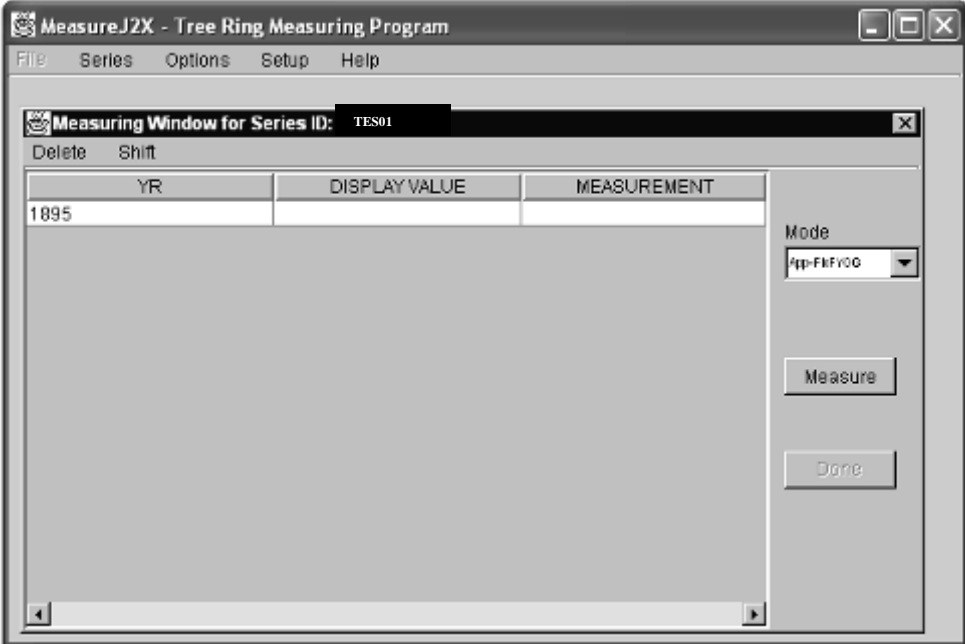 MeasureJ2X - Tree Ring Measuring Program
File Series Options Setup Help
Measuring Window for Series ID: TES01
Delete Shift
YR DISPLAY VALUE MEASUREMENT
1895
Mode
Measure
Done